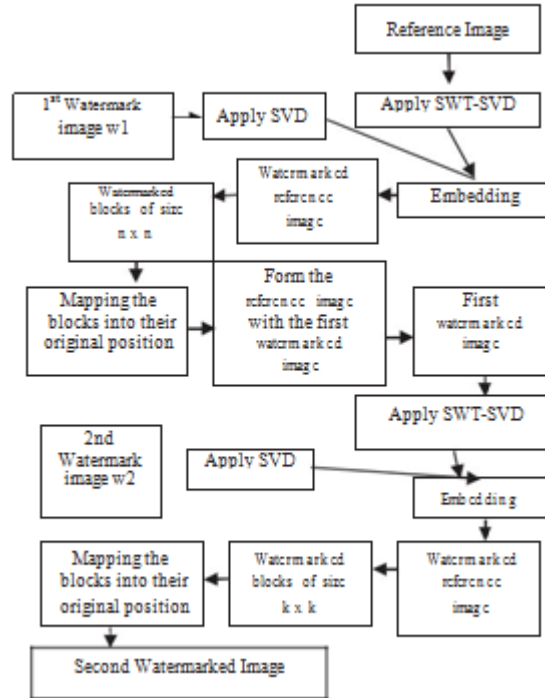 Reference Image
1st Watermark
image w1
Apply SVD
Apply SWT-SVD
Embedding
Watermarked
reference
image
Watermarked
blocks of size
n x n
Mapping the
blocks into their
original position
Form the
reference image
with the first
watermarked
image
First
watermarked
image
Apply SWT-SVD
2nd
Watermark
image w2
Apply SVD
Embedding
Watermarked
reference
image
Watermarked
blocks of size
k x k
Mapping the
blocks into their
original position
Second Watermarked Image